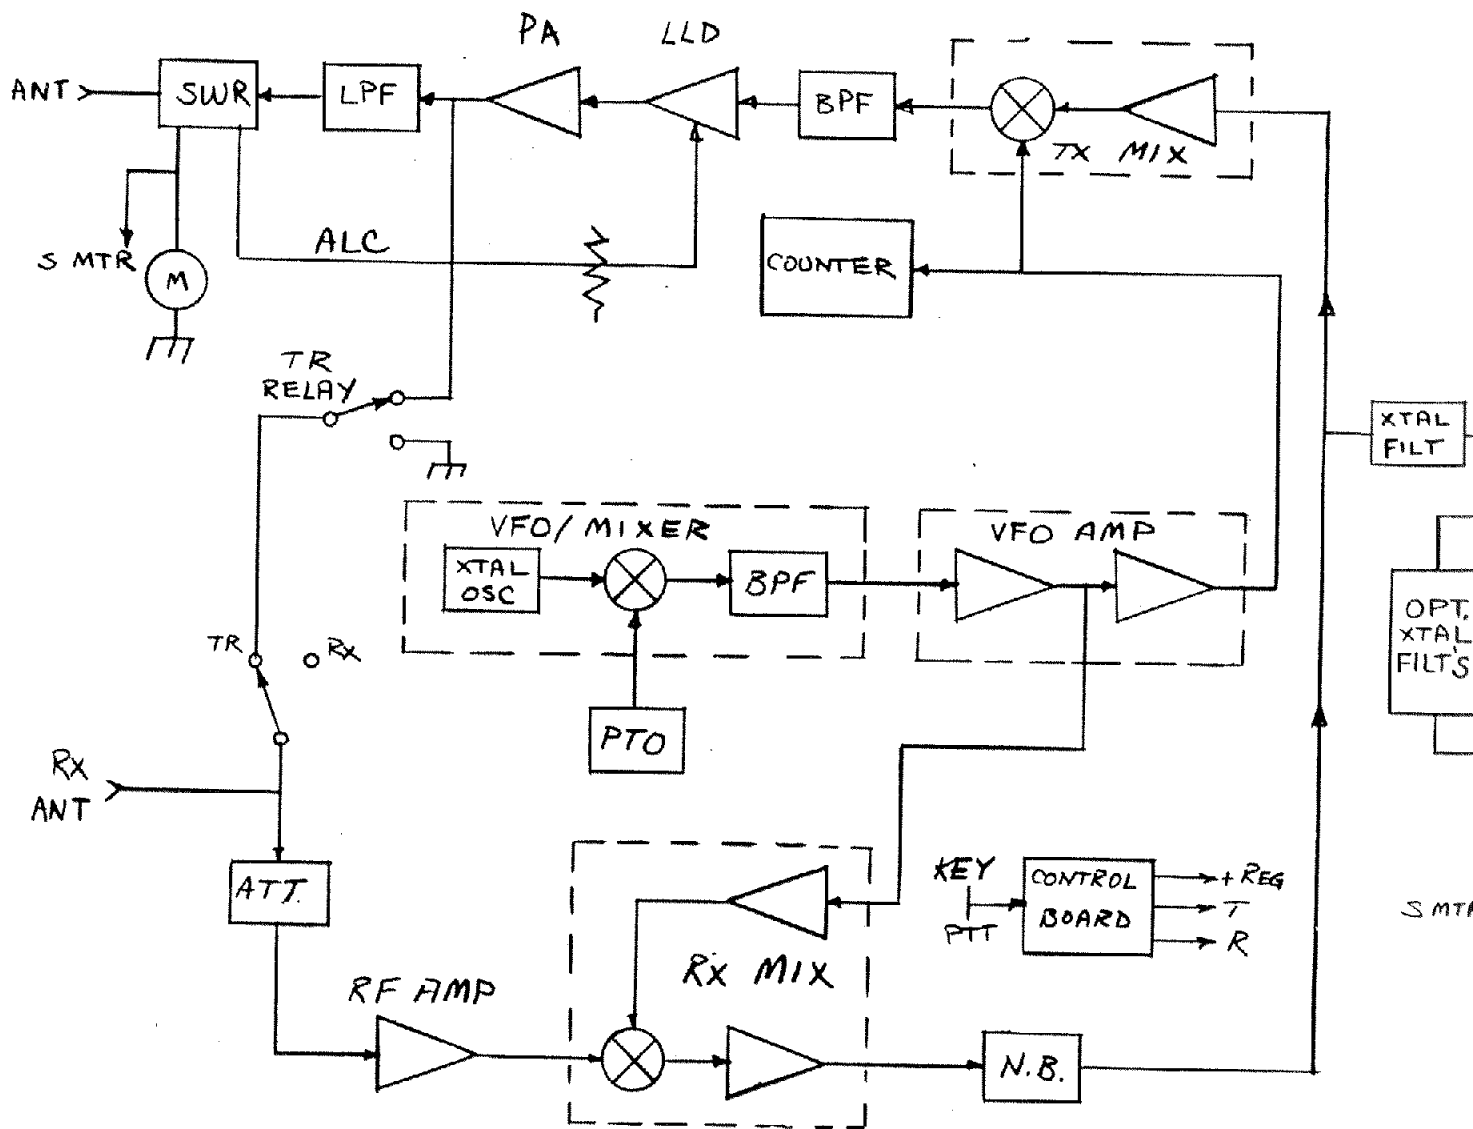 PA
LLD
ANT
SWR
LPF
BPF
TX MIX
S MTR
M
ALC
COUNTER
TR
RELAY
XTAL
FILT
VFO/MIXER
XTAL
OSC
BPF
VFO AMP
OPT.
XTAL
FILT'S
TR
RX
PTO
RX
ANT
ATT.
KEY
PTT
CONTROL
BOARD
+ REG
T
R
S MTR
RX MIX
RF AMP
N.B.